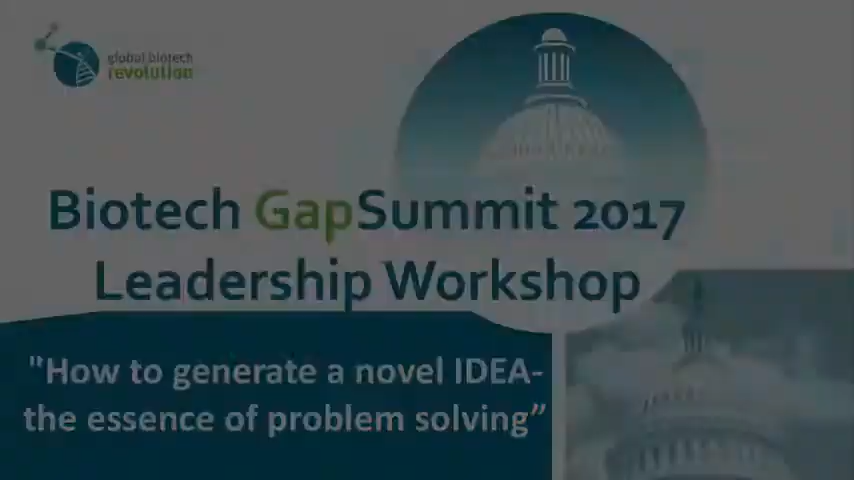 global biotech
revolution
Biotech GapSummit 2017
Leadership Workshop
"How to generate a novel IDEA-
the essence of problem solving”